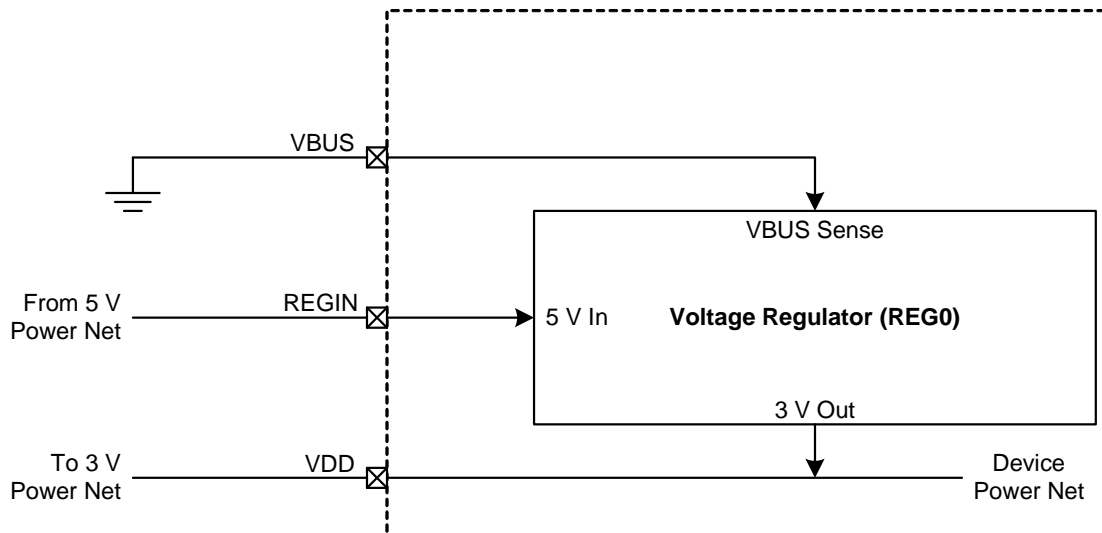 VBUS
VBUS Sense
From 5 V
Power Net
REGIN
5 V In
Voltage Regulator (REG0)
3 V Out
To 3 V
Power Net
VDD
Device
Power Net